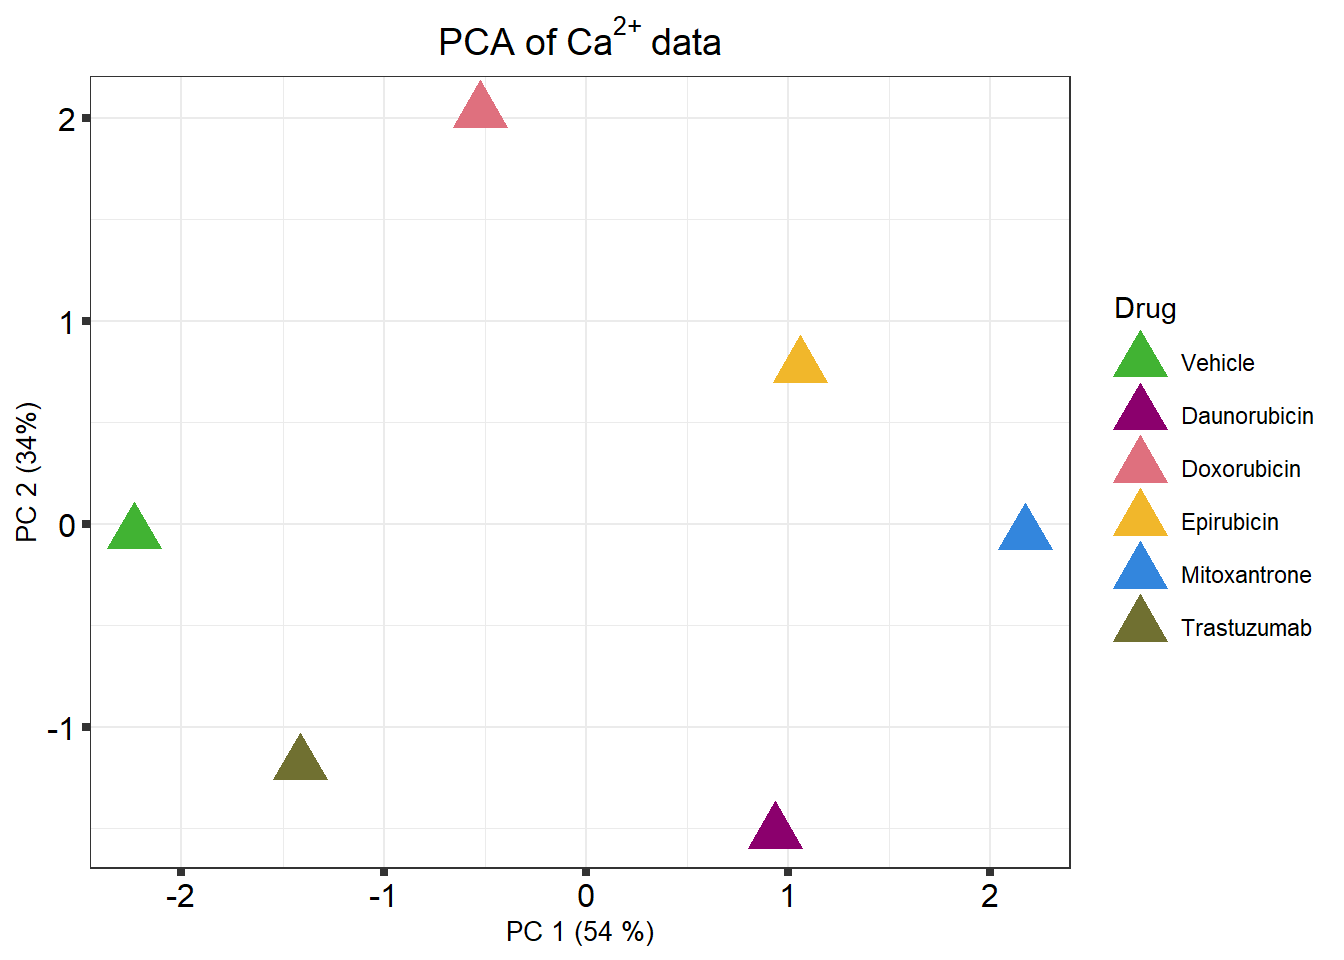 PCA of Ca²⁺ data
2
1
0
-1
PC 2 (34%)
-2
-1
0
1
2
PC 1 (54 %)
Drug
Vehicle
Daunorubicin
Doxorubicin
Epirubicin
Mitoxantrone
Trastuzumab